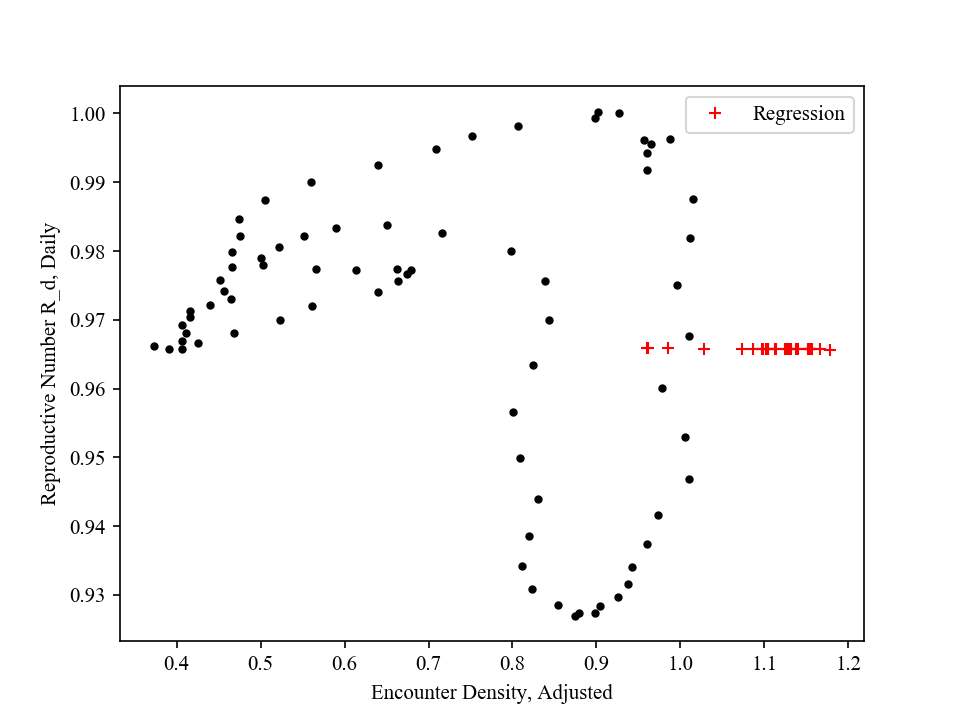 Regression
1.00
0.99
0.98
0.97
0.96
0.95
0.94
0.93
Reproductive Number R_d, Daily
0.4 0.5 0.6 0.7 0.8 0.9 1.0 1.1 1.2
Encounter Density, Adjusted